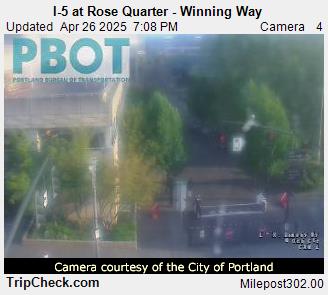 I-5 at Rose Quarter - Winning Way
Updated Apr 26 2025 7:08 PM Camera 4
PBOT
PORTLAND BUREAU OF TRANSPORTATION
Camera courtesy of the City of Portland
TripCheck.com Milepost302.00